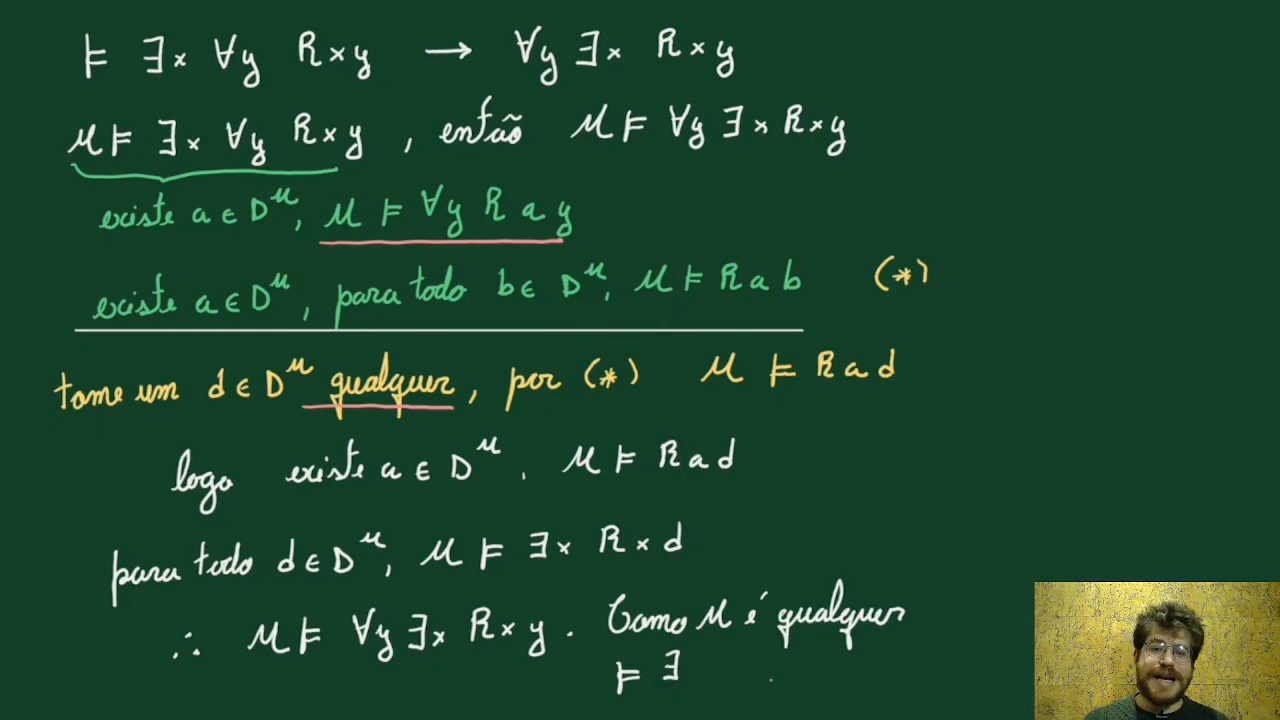 ⊨ ∃x ∀y Rxy → ∀y ∃x Rxy
𝓜 ⊨ ∃x ∀y Rxy , então 𝓜 ⊨ ∀y ∃x Rxy
existe a ∈ D^𝓜, 𝓜 ⊨ ∀y R a y
existe a ∈ D^𝓜, para todo b ∈ D^𝓜, 𝓜 ⊨ R a b (*)
tome um d ∈ D^𝓜 qualquer, por (*) 𝓜 ⊨ R a d
logo existe a ∈ D^𝓜. 𝓜 ⊨ R a d
para todo d ∈ D^𝓜, 𝓜 ⊨ ∃x R x d
∴ 𝓜 ⊨ ∀y ∃x Rxy. Como 𝓜 é qualquer
⊨ ∃